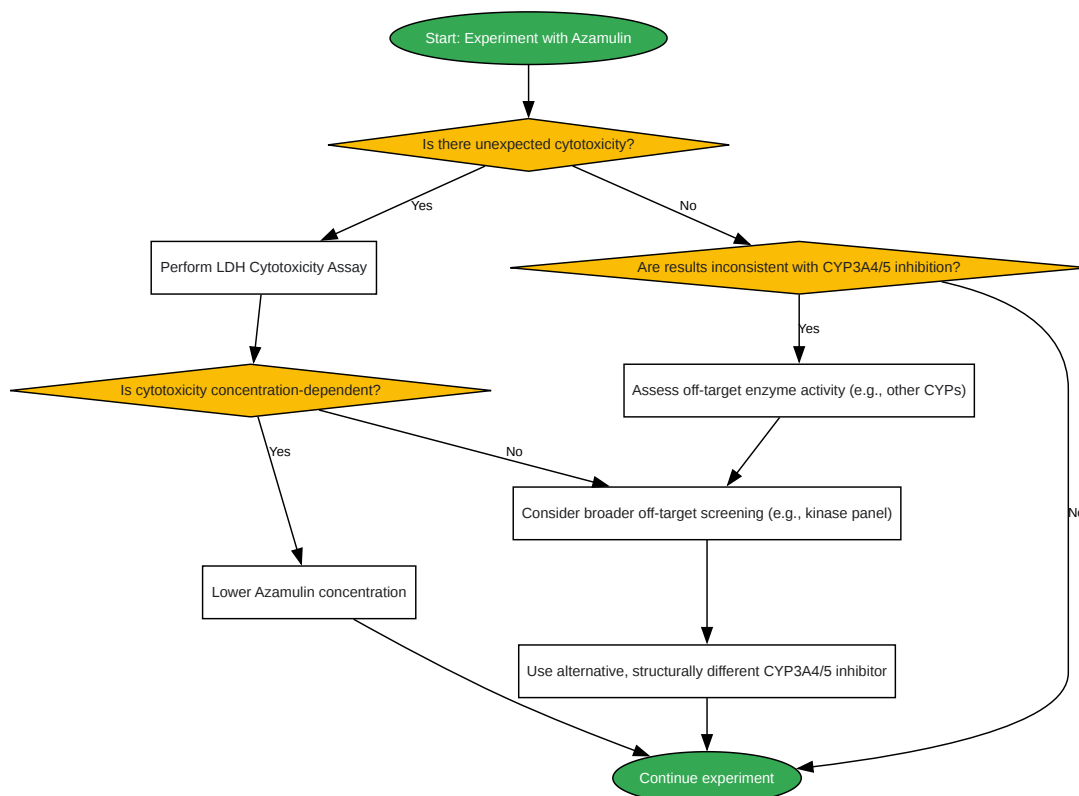 Start: Experiment with Azamulin
Is there unexpected cytotoxicity?
Yes
No
Perform LDH Cytotoxicity Assay
Are results inconsistent with CYP3A4/5 inhibition?
Yes
Is cytotoxicity concentration-dependent?
Assess off-target enzyme activity (e.g., other CYPs)
Yes
No
Consider broader off-target screening (e.g., kinase panel)
No
Lower Azamulin concentration
Use alternative, structurally different CYP3A4/5 inhibitor
Continue experiment